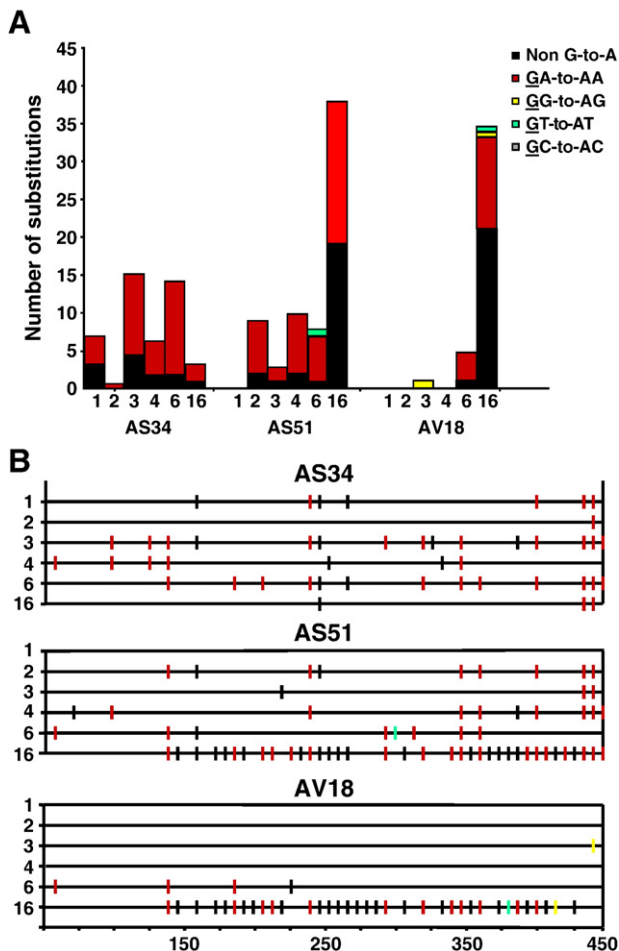 A
Number of substitutions
45
40
35
30
25
20
15
10
5
0
1 2 3 4 6 16 1 2 3 4 6 16 1 2 3 4 6 16
AS34 AS51 AV18
Non G-to-A
GA-to-AA
GG-to-AG
GT-to-AT
GC-to-AC
B
AS34
1
2
3
4
6
16
AS51
1
2
3
4
6
16
AV18
1
2
3
4
6
16
150 250 350 450